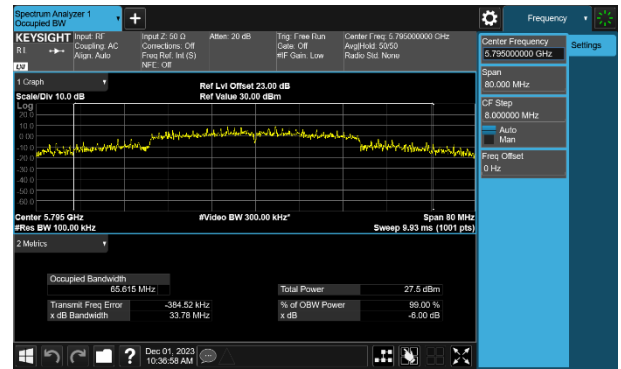 Spectrum Analyzer 1
Occupied BW
+
Frequency
KEYSIGHT
Input: RF
Coupling: AC
Align: Auto
Input Z: 50 Ω
Corrections: Off
Freq Ref: Int (S)
NFE: Off
Atten: 20 dB
Trig: Free Run
Gate: Off
#IF Gain: Low
Center Freq: 5.795000000 GHz
Avg|Hold: 50/50
Radio Std: None
RL
LXI
Center Frequency
5.795000000 GHz
Settings
Span
80.000 MHz
CF Step
8.000000 MHz
Auto
Man
Freq Offset
0 Hz
1 Graph
Scale/Div 10.0 dB
Ref Lvl Offset 23.00 dB
Ref Value 30.00 dBm
Log
20.0
10.0
0.00
-10.0
-20.0
-30.0
-40.0
-50.0
-60.0
Center 5.795 GHz
#Res BW 100.00 kHz
#Video BW 300.00 kHz*
Span 80 MHz
Sweep 9.93 ms (1001 pts)
2 Metrics
Occupied Bandwidth
65.615 MHz
Total Power 27.5 dBm
Transmit Freq Error -384.52 kHz
% of OBW Power 99.00 %
x dB Bandwidth 33.78 MHz
x dB -6.00 dB
?
Dec 01, 2023
10:36:58 AM